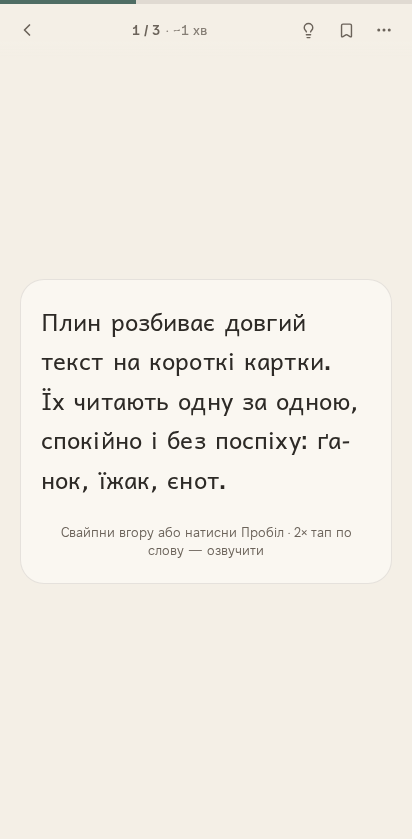 1 / 3 · ~1 хв
Плин розбиває довгий
текст на короткі картки.
Їх читають одну за одною,
спокійно і без поспіху: ґа-
нок, їжак, єнот.
Свайпни вгору або натисни Пробіл · 2× тап по
слову — озвучити